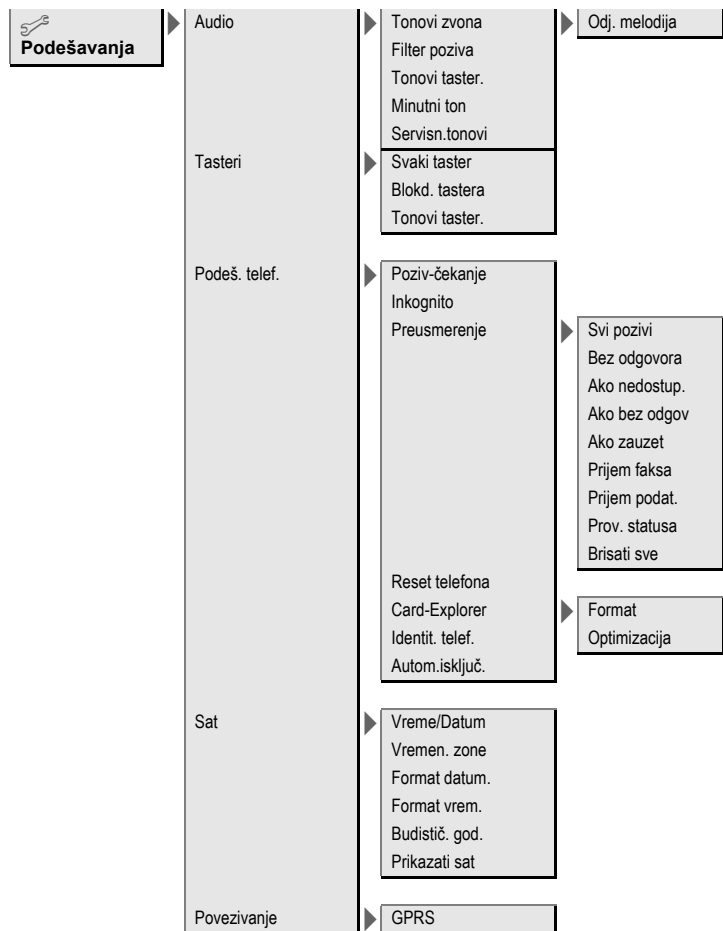 Podešavanja
Audio
Tonovi zvona
Odj. melodija
Filter poziva
Tonovi taster.
Minutni ton
Servisn.tonovi
Tasteri
Svaki taster
Blokd. tastera
Tonovi taster.
Podeš. telef.
Poziv-čekanje
Inkognito
Preusmerenje
Svi pozivi
Bez odgovora
Ako nedostup.
Ako bez odgov
Ako zauzet
Prijem faksa
Prijem podat.
Prov. statusa
Brisati sve
Reset telefona
Card-Explorer
Format
Optimizacija
Identit. telef.
Autom.isključ.
Sat
Vreme/Datum
Vremen. zone
Format datum.
Format vrem.
Budistič. god.
Prikazati sat
Povezivanje
GPRS